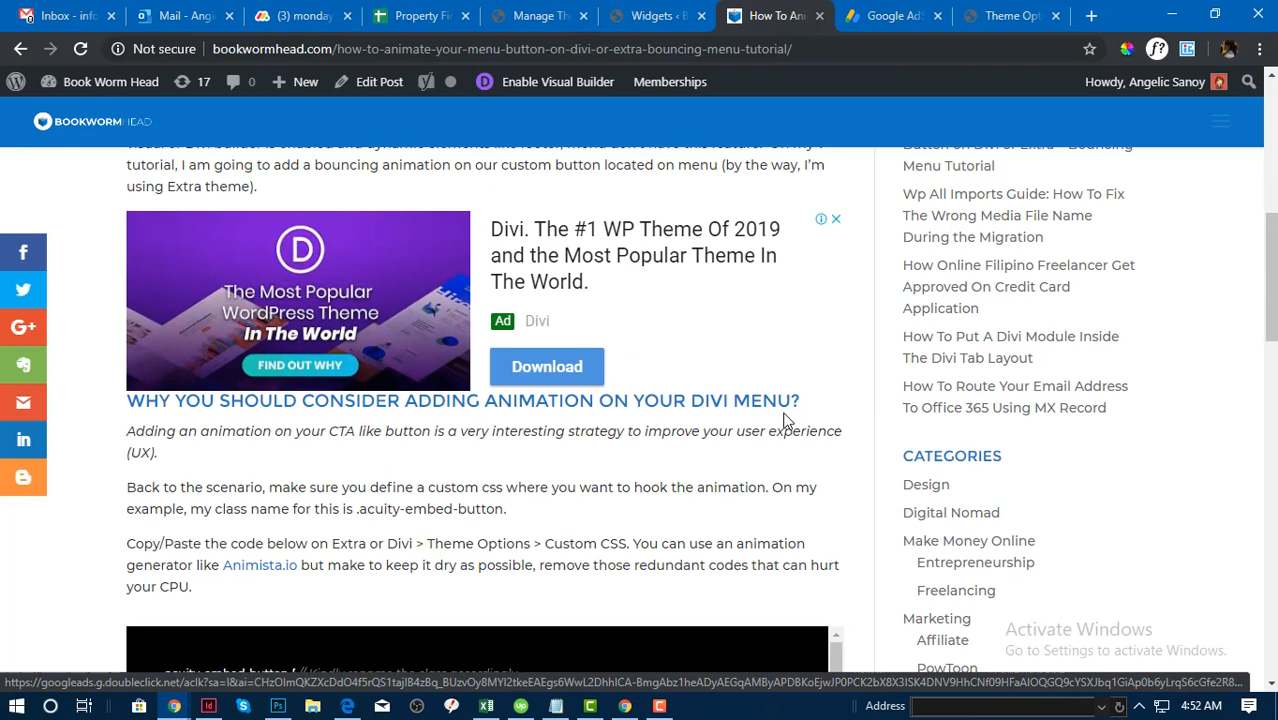 Inbox - info
Mail - Angi
(3) monday
Property Fi
Manage The
Widgets ‹ B
How To Ani
Google AdS
Theme Opt
Not secure
bookwormhead.com/how-to-animate-your-menu-button-on-divi-or-extra-bouncing-menu-tutorial/
Book Worm Head
17
New
Edit Post
Enable Visual Builder
Memberships
Howdy, Angelic Sanoy
BOOKWORMHEAD
tutorial, I am going to add a bouncing animation on our custom button located on menu (by the way, I'm
using Extra theme).
D
The Most Popular
WordPress Theme
In The World
FIND OUT WHY
Divi. The #1 WP Theme Of 2019
and the Most Popular Theme In
The World.
Ad Divi
Download
WHY YOU SHOULD CONSIDER ADDING ANIMATION ON YOUR DIVI MENU?
Adding an animation on your CTA like button is a very interesting strategy to improve your user experience
(UX).
Back to the scenario, make sure you define a custom css where you want to hook the animation. On my
example, my class name for this is .acuity-embed-button.
Copy/Paste the code below on Extra or Divi > Theme Options > Custom CSS. You can use an animation
generator like Animista.io but make to keep it dry as possible, remove those redundant codes that can hurt
your CPU.
Button on Divi or Extra – Bouncing
Menu Tutorial
Wp All Imports Guide: How To Fix
The Wrong Media File Name
During the Migration
How Online Filipino Freelancer Get
Approved On Credit Card
Application
How To Put A Divi Module Inside
The Divi Tab Layout
How To Route Your Email Address
To Office 365 Using MX Record
CATEGORIES
Design
Digital Nomad
Make Money Online
Entrepreneurship
Freelancing
Marketing
Affiliate
PowToon
Activate Windows
Go to Settings to activate Windows.
Address
4:52 PM